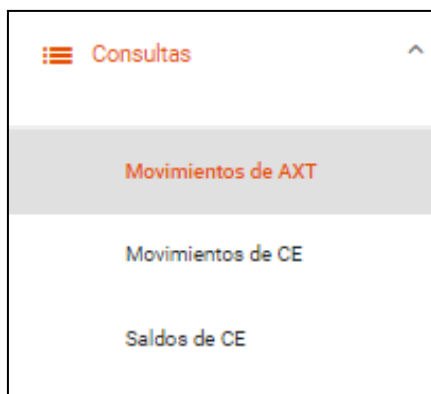 Consultas
Movimientos de AXT
Movimientos de CE
Saldos de CE